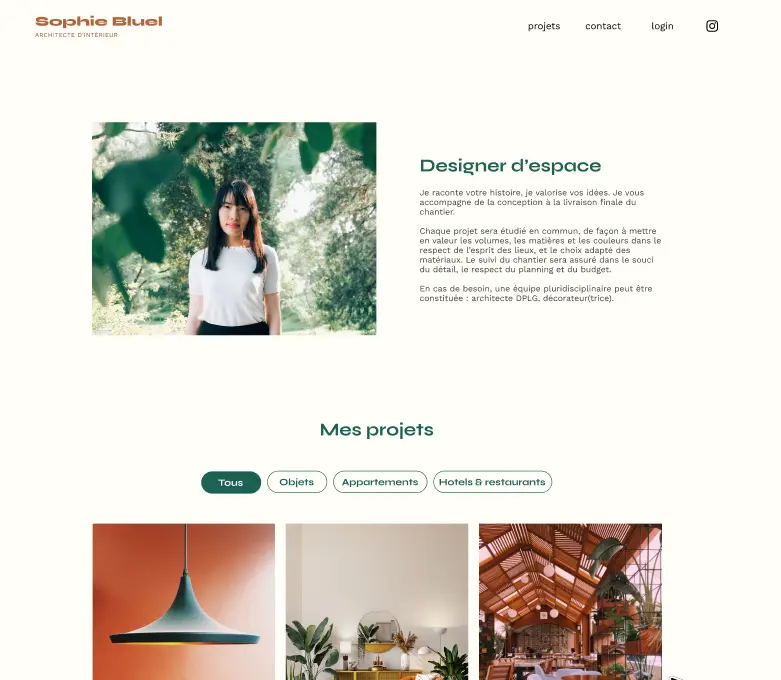 Sophie Bluel
ARCHITECTE D'INTÉRIEUR
projets
contact
login
Designer d'espace
Je raconte votre histoire, je valorise vos idées. Je vous
accompagne de la conception à la livraison finale du
chantier.
Chaque projet sera étudié en commun, de façon à mettre
en valeur les volumes, les matières et les couleurs dans le
respect de l'esprit des lieux, et le choix adapté des
matériaux. Le suivi du chantier sera assuré dans le souci
du détail, le respect du planning et du budget.
En cas de besoin, une équipe pluridisciplinaire peut être
constituée : architecte DPLG, décorateur(trice).
Mes projets
Tous
Objets
Appartements
Hotels & restaurants